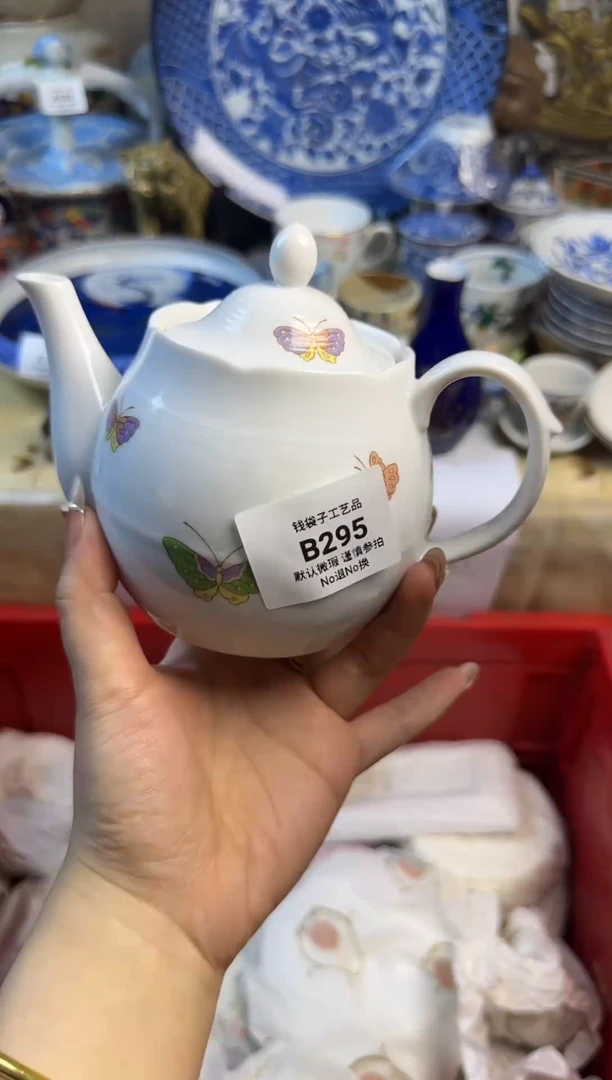 钱袋子工艺品
B295
默认微瑕 谨慎参拍
No退No换